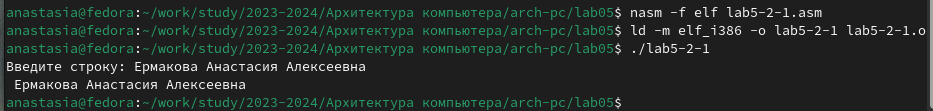 anastasia@fedora:~/work/study/2023-2024/Архитектура компьютера/arch-pc/lab05$ nasm -f elf lab5-2-1.asm
anastasia@fedora:~/work/study/2023-2024/Архитектура компьютера/arch-pc/lab05$ ld -m elf_i386 -o lab5-2-1 lab5-2-1.o
anastasia@fedora:~/work/study/2023-2024/Архитектура компьютера/arch-pc/lab05$ ./lab5-2-1
Введите строку: Ермакова Анастасия Алексеевна
Ермакова Анастасия Алексеевна
anastasia@fedora:~/work/study/2023-2024/Архитектура компьютера/arch-pc/lab05$